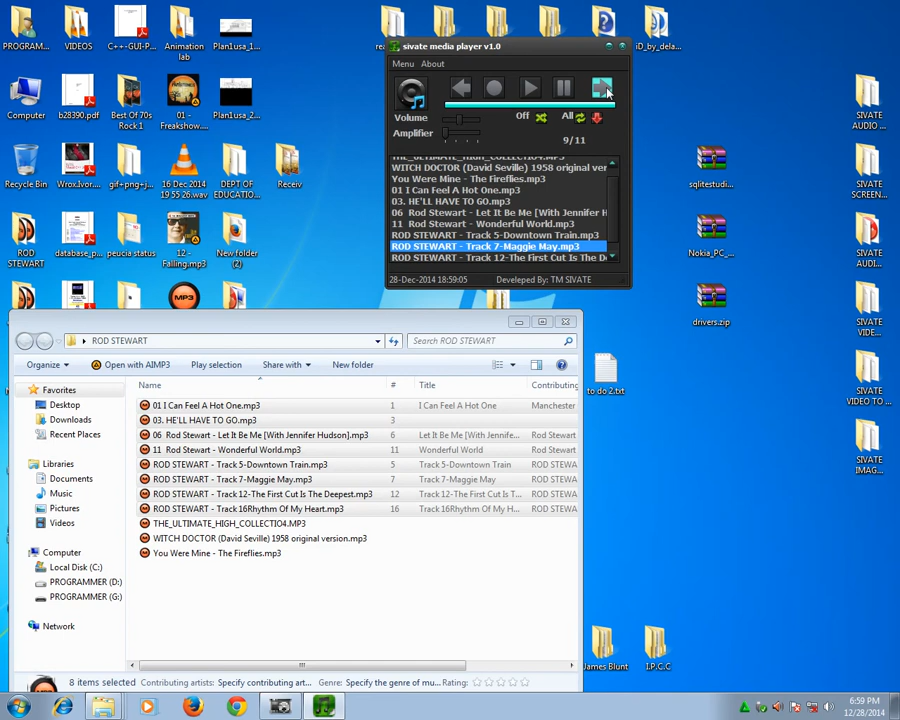 PROGRAM...
VIDEOS
C++-GUI-P...
Animation
lab
Plan1usa_1...
iD_by_dela...
sivate media player v1.0
Menu
About
Volume
Off
All
Amplifier
9/11
THE_ULTIMATE_HIGH_COLLECTIO4.MP3
WITCH DOCTOR (David Seville) 1958 original ver
You Were Mine - The Fireflies.mp3
01 I Can Feel A Hot One.mp3
03. HE'LL HAVE TO GO.mp3
06  Rod Stewart - Let It Be Me [With Jennifer H
11  Rod Stewart - Wonderful World.mp3
ROD STEWART - Track 5-Downtown Train.mp3
ROD STEWART - Track 7-Maggie May.mp3
ROD STEWART - Track 12-The First Cut Is The De
28-Dec-2014 18:59:05
Developed By: TM SIVATE
Computer
b28390.pdf
Best Of 70s
Rock 1
01 -
Freakshow....
Plan1usa_2...
Recycle Bin
Wrox.Ivor....
gif+png+j...
16 Dec 2014
19 55 26.wav
DEPT OF
EDUCATIO...
Receiv
ROD
STEWART
database_p...
peucia status
12 -
Falling.mp3
New folder
(2)
MP3
SIVATE
AUDIO ...
sqlitestudi...
SIVATE
SCREEN...
Nokia_PC_...
SIVATE
AUDI...
drivers.zip
SIVATE
VIDE...
to do 2.txt
SIVATE
VIDEO TO ...
SIVATE
IMAG...
James Blunt
I.P.C.C
ROD STEWART
Search ROD STEWART
Organize
Open with AIMP3
Play selection
Share with
New folder
Name
#
Title
Contributing
Favorites
Desktop
Downloads
Recent Places
Libraries
Documents
Music
Pictures
Videos
Computer
Local Disk (C:)
PROGRAMMER (D:)
PROGRAMMER (G:)
Network
01 I Can Feel A Hot One.mp3 1 I Can Feel A Hot One Manchester
03. HE'LL HAVE TO GO.mp3 3
06  Rod Stewart - Let It Be Me [With Jennifer Hudson].mp3 6 Let It Be Me [With Jennife... ROD STE
11  Rod Stewart - Wonderful World.mp3 11 Wonderful World ROD STE
ROD STEWART - Track 5-Downtown Train.mp3 5 Track 5-Downtown Train ROD STEW
ROD STEWART - Track 7-Maggie May.mp3 7 Track 7-Maggie May ROD STEW
ROD STEWART - Track 12-The First Cut Is The Deepest.mp3 12 Track 12-The First Cut Is T... ROD STEW
ROD STEWART - Track 16Rhythm Of My Heart.mp3 16 Track 16Rhythm Of My H... ROD STEW
THE_ULTIMATE_HIGH_COLLECTIO4.MP3
WITCH DOCTOR (David Seville) 1958 original version.mp3
You Were Mine - The Fireflies.mp3
8 items selected
Contributing artists: Specify contributing art...
Genre: Specify the genre of mu...
Rating:
6:59 PM
12/28/2014